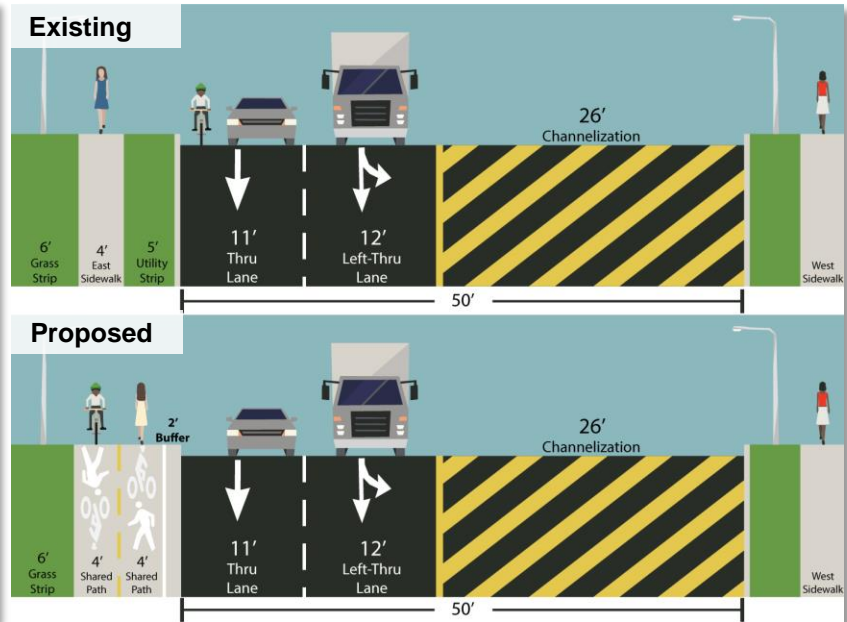 Existing
26’
Channelization
6’
Grass
Strip
4’
East
Sidewalk
5’
Utility
Strip
11’
Thru
Lane
12’
Left-Thru
Lane
West
Sidewalk
50’
Proposed
2’
Buffer
26’
Channelization
6’
Grass
Strip
4’
Shared
Path
4’
Shared
Path
11’
Thru
Lane
12’
Left-Thru
Lane
West
Sidewalk
50’